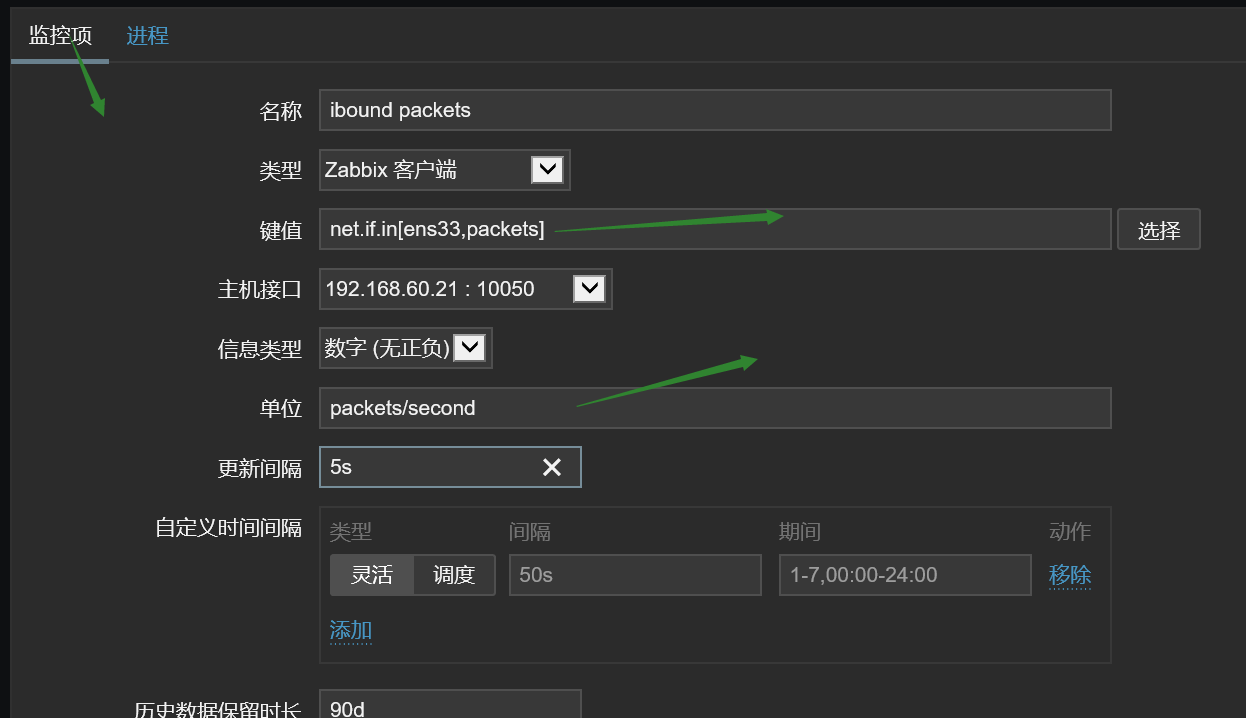 监控项 进程
名称 ibound packets
类型 Zabbix 客户端
键值 net.if.in[ens33,packets] 选择
主机接口 192.168.60.21 : 10050
信息类型 数字 (无正负)
单位 packets/second
更新间隔 5s
自定义时间间隔 类型 间隔 期间 动作
灵活 调度 50s 1-7,00:00-24:00 移除
添加
历史数据保留时长 90d